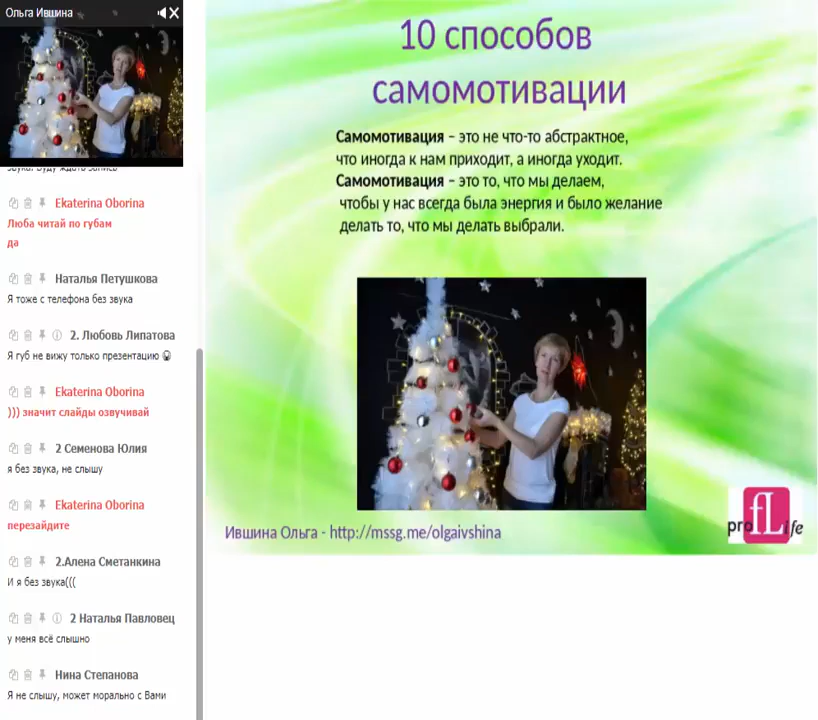 Ольга Ившина
звука. Буду ждать запись
Ekaterina Oborina
Люба читай по губам
да
Наталья Петушкова
Я тоже с телефона без звука
2. Любовь Липатова
Я губ не вижу только презентацию
Ekaterina Oborina
))) значит слайды озвучивай
2 Семенова Юлия
я без звука, не слышу
Ekaterina Oborina
перезайдите
2.Алена Сметанкина
И я без звука(((
2 Наталья Павловец
у меня всё слышно
Нина Степанова
Я не слышу, может морально с Вами
10 способов
самомотивации
Самомотивация – это не что-то абстрактное,
что иногда к нам приходит, а иногда уходит.
Самомотивация – это то, что мы делаем,
чтобы у нас всегда была энергия и было желание
делать то, что мы делать выбрали.
Ившина Ольга - http://mssg.me/olgaivshina
pro fLife